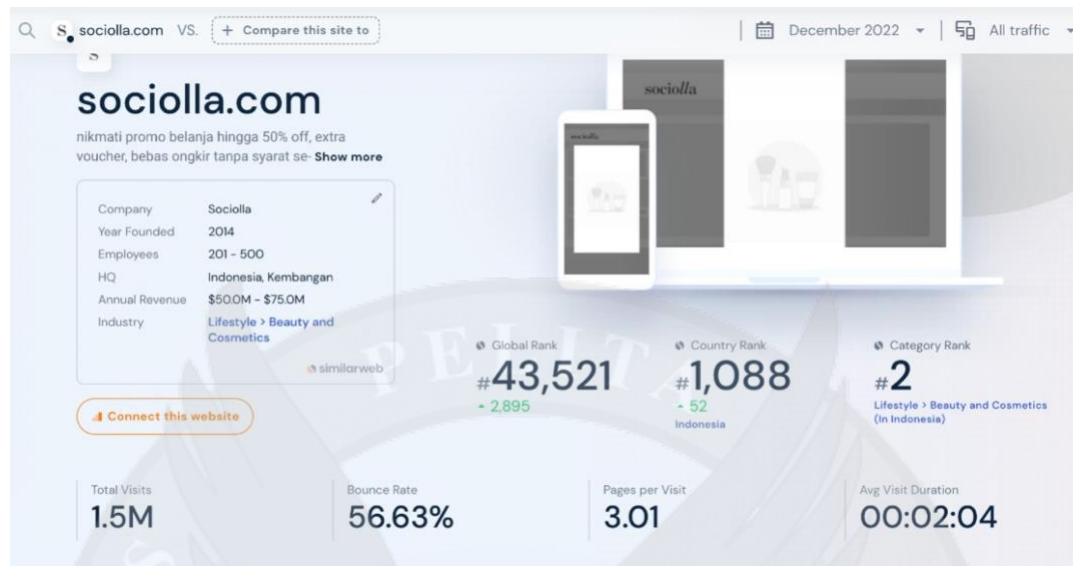 S sociolla.com VS. + Compare this site to December 2022 All traffic
S
sociolla.com
nikmati promo belanja hingga 50% off, extra
voucher, bebas ongkir tanpa syarat se- Show more
Company Sociolla
Year Founded 2014
Employees 201 - 500
HQ Indonesia, Kembangan
Annual Revenue $50.0M - $75.0M
Industry Lifestyle > Beauty and
Cosmetics
similarweb
Connect this website
sociolla
sociolla
Global Rank
#43,521
2,895
Country Rank
#1,088
52
Indonesia
Category Rank
#2
Lifestyle > Beauty and Cosmetics
(In Indonesia)
Total Visits
1.5M
Bounce Rate
56.63%
Pages per Visit
3.01
Avg Visit Duration
00:02:04
PELITA